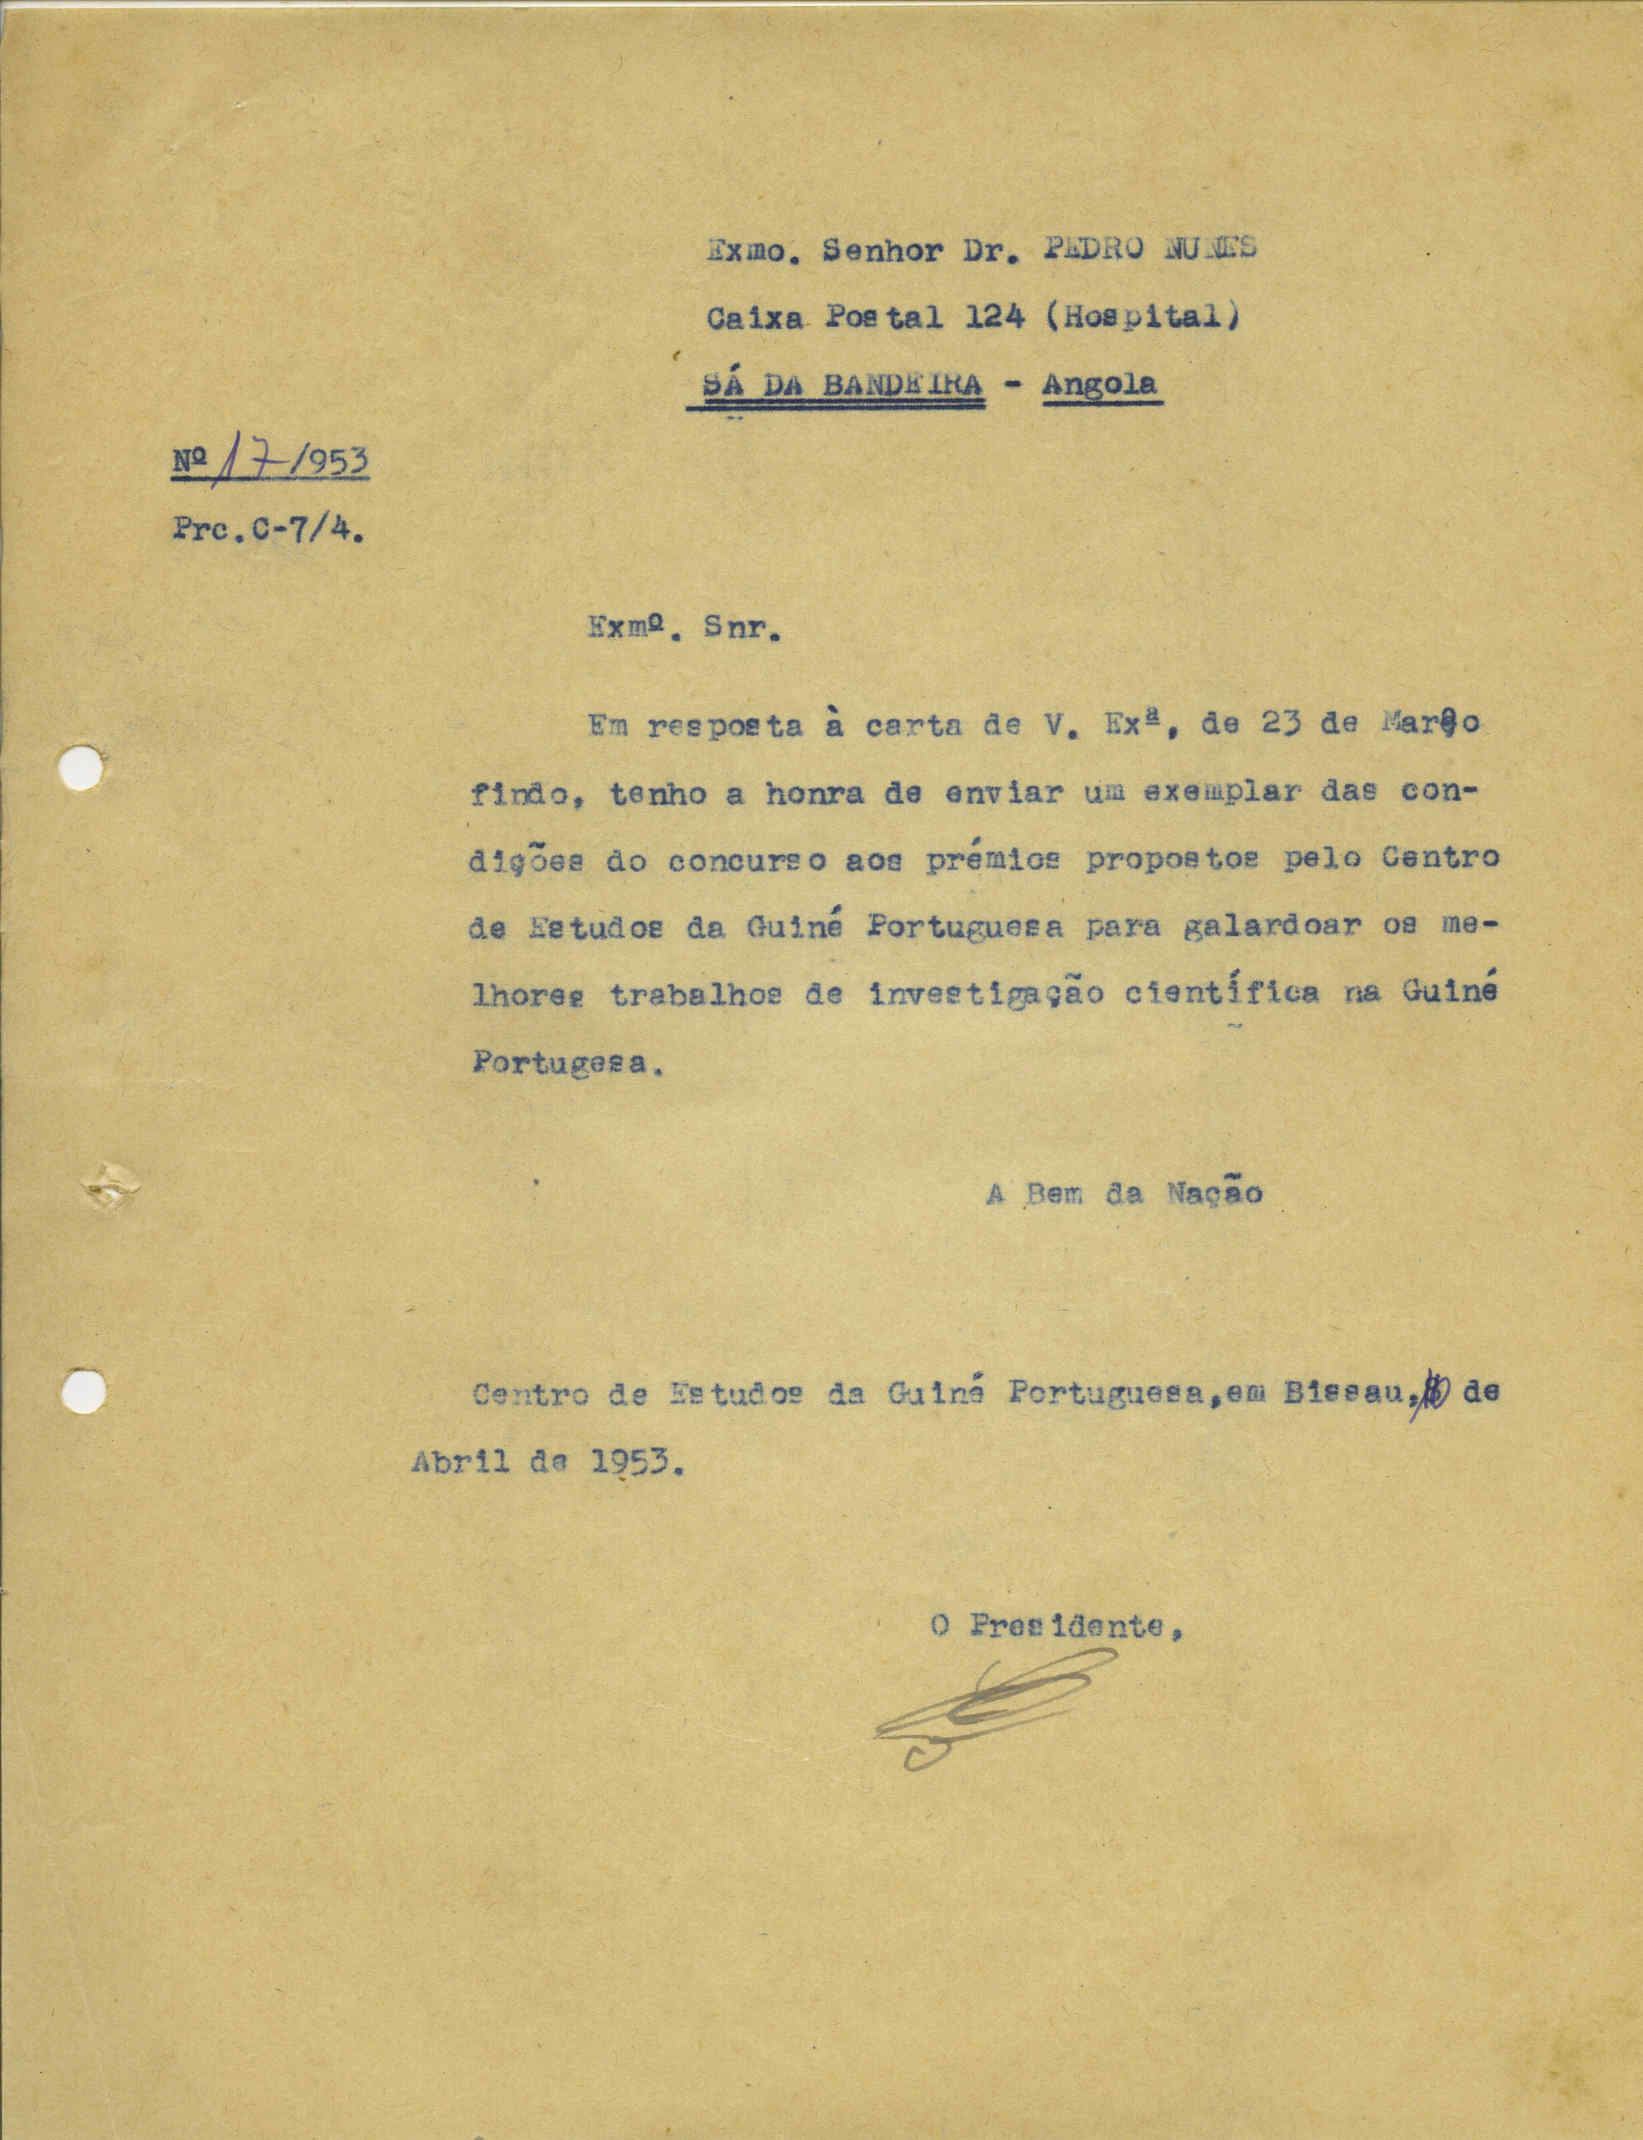 Exmo. Senhor Dr. PEDRO NUNES
Caixa Postal 124 (Hospital)
SÁ DA BANDEIRA - Angola
Nº 17/953
Prc.C-7/4.
Exmº. Snr.
Em resposta à carta de V. Exª, de 23 de Março
findo, tenho a honra de enviar um exemplar das con-
dições do concurso aos prémios propostos pelo Centro
de Estudos da Guiné Portuguesa para galardoar os me-
lhores trabalhos de investigação científica na Guiné
Portugesa.
A Bem da Nação
Centro de Estudos da Guiné Portuguesa,em Bissau, de
Abril de 1953.
O Presidente,